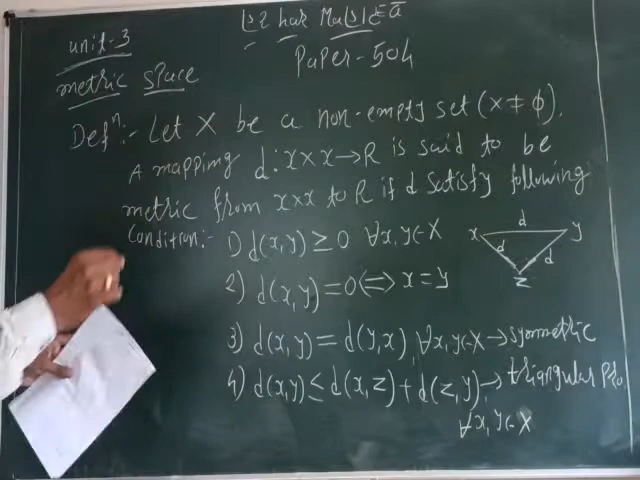 unit-3
Paper-504
metric space
Defⁿ:- Let X be a non-empty set (x ≠ ϕ).
A mapping d: x×x→R is said to be
metric from x×x to R if d satisfy following
Condition:- 1) d(x,y) ≥ 0 ∀x,y∈X
2) d(x,y)=0 ⟺ x=y
3) d(x,y) = d(y,x), ∀x,y∈X → symmetric
4) d(x,y) ≤ d(x,z) + d(z,y) → triangular Pro
∀x,y∈X
d
x y
d d
z